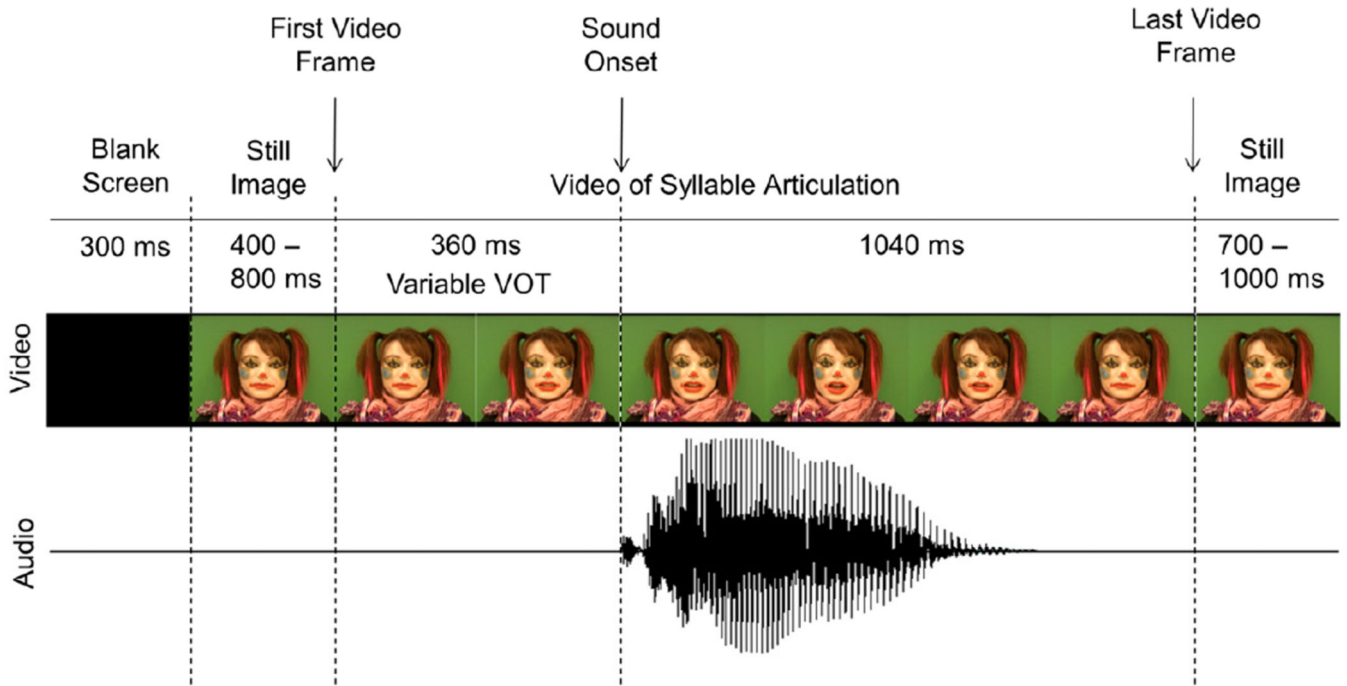 First Video
Frame
Sound
Onset
Last Video
Frame
Blank
Screen
Still
Image
Video of Syllable Articulation
Still
Image
300 ms
400 –
800 ms
360 ms
Variable VOT
1040 ms
700 –
1000 ms
Video
Audio